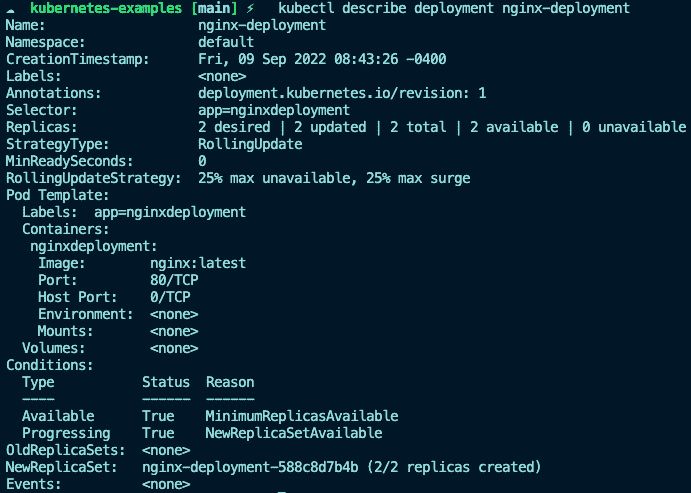 kubernetes-examples [main] ⚡ kubectl describe deployment nginx-deployment
Name:                   nginx-deployment
Namespace:              default
CreationTimestamp:      Fri, 09 Sep 2022 08:43:26 -0400
Labels:                 <none>
Annotations:            deployment.kubernetes.io/revision: 1
Selector:               app=nginxdeployment
Replicas:               2 desired | 2 updated | 2 total | 2 available | 0 unavailable
StrategyType:           RollingUpdate
MinReadySeconds:        0
RollingUpdateStrategy:  25% max unavailable, 25% max surge
Pod Template:
  Labels:  app=nginxdeployment
  Containers:
   nginxdeployment:
    Image:        nginx:latest
    Port:         80/TCP
    Host Port:    0/TCP
    Environment:  <none>
    Mounts:       <none>
  Volumes:        <none>
Conditions:
  Type           Status  Reason
  ----           ------  ------
  Available      True    MinimumReplicasAvailable
  Progressing    True    NewReplicaSetAvailable
OldReplicaSets:  <none>
NewReplicaSet:   nginx-deployment-588c8d7b4b (2/2 replicas created)
Events:          <none>